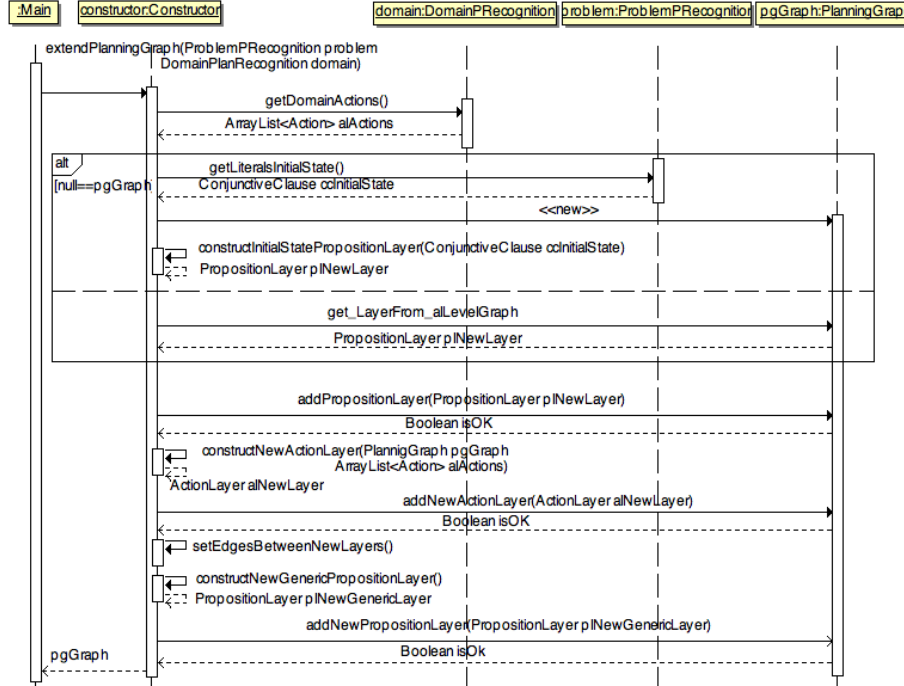 :Main
constructor:Constructor
domain:DomainPRecognition
problem:ProblemPRecognition
pgGraph:PlanningGrap
extendPlanningGraph(ProblemPRecognition problem
DomainPlanRecognition domain)
getDomainActions()
ArrayList<Action> alActions
alt
getLiteralsInitialState()
[null==pgGraph]
ConjunctiveClause ccInitialState
<<new>>
constructInitialStatePropositionLayer(ConjunctiveClause ccInitialState)
PropositionLayer plNewLayer
get_LayerFrom_alLevelGraph
PropositionLayer plNewLayer
addPropositionLayer(PropositionLayer plNewLayer)
Boolean isOK
constructNewActionLayer(PlannigGraph pgGraph
ArrayList<Action> alActions)
ActionLayer alNewLayer
addNewActionLayer(ActionLayer alNewLayer)
Boolean isOK
setEdgesBetweenNewLayers()
constructNewGenericPropositionLayer()
PropositionLayer plNewGenericLayer
addNewPropositionLayer(PropositionLayer plNewGenericLayer)
Boolean isOk
pgGraph